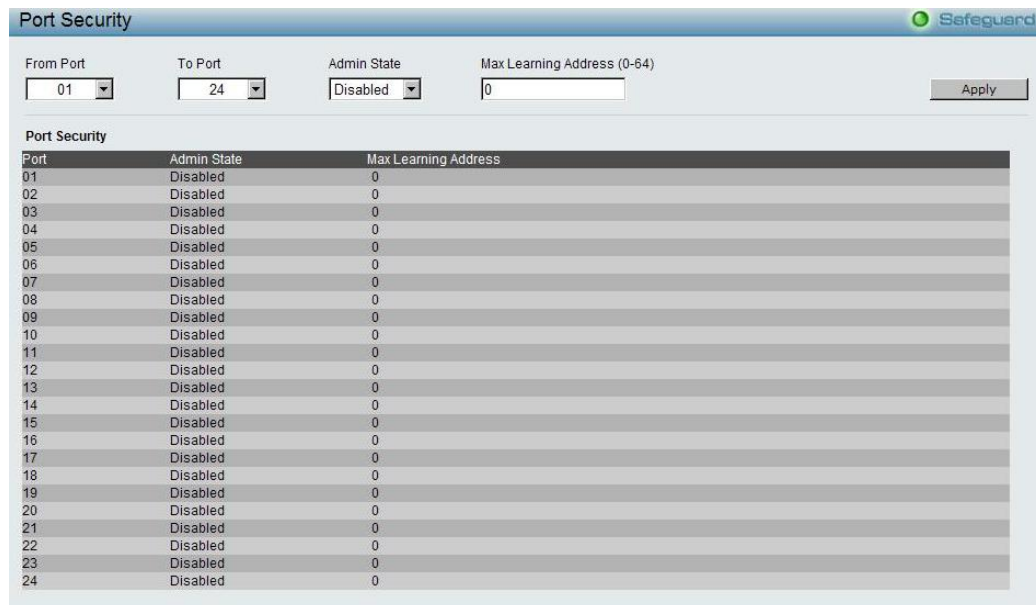 Port Security Safeguard
From Port To Port Admin State Max Learning Address (0-64)
01 24 Disabled 0 Apply
Port Security
Port Admin State Max Learning Address
01 Disabled 0
02 Disabled 0
03 Disabled 0
04 Disabled 0
05 Disabled 0
06 Disabled 0
07 Disabled 0
08 Disabled 0
09 Disabled 0
10 Disabled 0
11 Disabled 0
12 Disabled 0
13 Disabled 0
14 Disabled 0
15 Disabled 0
16 Disabled 0
17 Disabled 0
18 Disabled 0
19 Disabled 0
20 Disabled 0
21 Disabled 0
22 Disabled 0
23 Disabled 0
24 Disabled 0